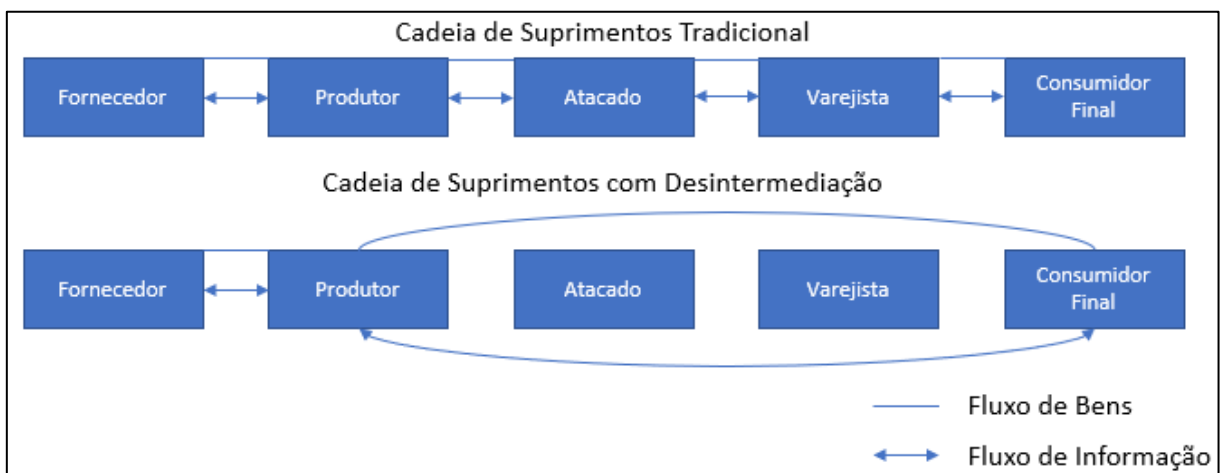 Cadeia de Suprimentos Tradicional
Fornecedor
Produtor
Atacado
Varejista
Consumidor
Final
Cadeia de Suprimentos com Desintermediação
Fornecedor
Produtor
Atacado
Varejista
Consumidor
Final
Fluxo de Bens
Fluxo de Informação